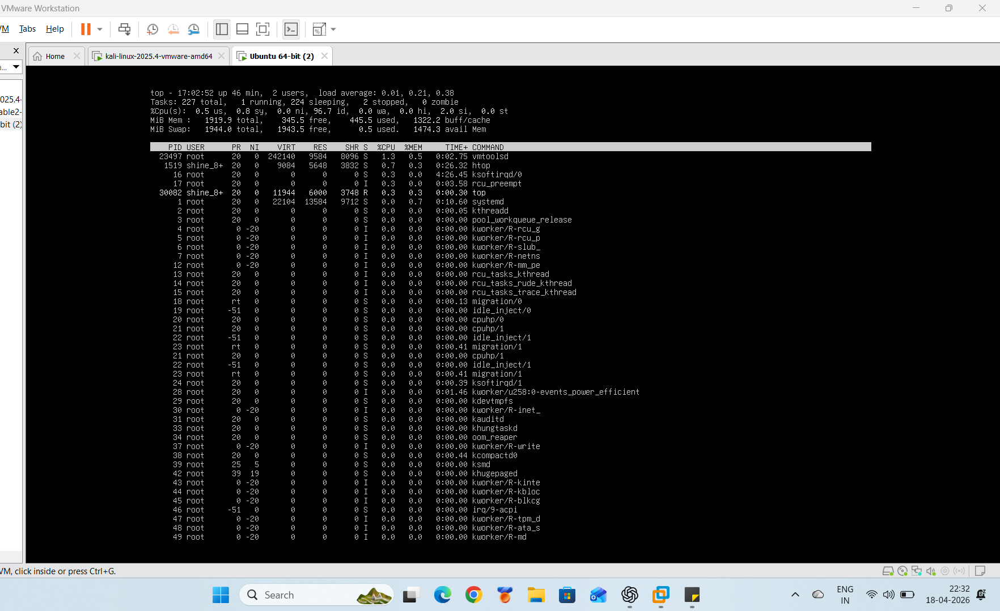 VMware Workstation
VM Tabs Help
Home
kali-linux-2025.4-vmware-amd64
Ubuntu 64-bit (2)
a...
025.4-
able2-
bit (2)
top - 17:02:52 up 46 min,  2 users,  load average: 0.01, 0.21, 0.38
Tasks: 227 total,   1 running, 224 sleeping,   2 stopped,   0 zombie
%Cpu(s):  0.5 us,  0.8 sy,  0.0 ni, 96.7 id,  0.0 wa,  0.0 hi,  2.0 si,  0.0 st
MiB Mem :   1919.9 total,    345.5 free,    445.5 used,   1322.2 buff/cache
MiB Swap:   1944.0 total,   1943.5 free,      0.5 used.   1474.3 avail Mem
PID USER PR NI VIRT RES SHR S %CPU %MEM TIME+ COMMAND
23497 root 20 0 242140 9584 8096 S 1.3 0.5 0:02.75 vmtoolsd
1519 shine_8+ 20 0 9084 5648 3832 S 0.7 0.3 0:26.32 htop
16 root 20 0 0 0 0 S 0.3 0.0 4:26.45 ksoftirqd/0
17 root 20 0 0 0 0 I 0.3 0.0 0:03.58 rcu_preempt
30082 shine_8+ 20 0 11944 6000 3748 R 0.3 0.3 0:00.30 top
1 root 20 0 22104 13584 9712 S 0.0 0.7 0:10.60 systemd
2 root 20 0 0 0 0 S 0.0 0.0 0:00.05 kthreadd
3 root 20 0 0 0 0 S 0.0 0.0 0:00.00 pool_workqueue_release
4 root 0 -20 0 0 0 I 0.0 0.0 0:00.00 kworker/R-rcu_g
5 root 0 -20 0 0 0 I 0.0 0.0 0:00.00 kworker/R-rcu_p
6 root 0 -20 0 0 0 I 0.0 0.0 0:00.00 kworker/R-slub_
7 root 0 -20 0 0 0 I 0.0 0.0 0:00.00 kworker/R-netns
12 root 0 -20 0 0 0 I 0.0 0.0 0:00.00 kworker/R-mm_pe
13 root 20 0 0 0 0 I 0.0 0.0 0:00.00 rcu_tasks_kthread
14 root 20 0 0 0 0 I 0.0 0.0 0:00.00 rcu_tasks_rude_kthread
15 root 20 0 0 0 0 I 0.0 0.0 0:00.00 rcu_tasks_trace_kthread
18 root rt 0 0 0 0 S 0.0 0.0 0:00.13 migration/0
19 root -51 0 0 0 0 S 0.0 0.0 0:00.00 idle_inject/0
20 root 20 0 0 0 0 S 0.0 0.0 0:00.00 cpuhp/0
21 root 20 0 0 0 0 S 0.0 0.0 0:00.00 cpuhp/1
22 root -51 0 0 0 0 S 0.0 0.0 0:00.00 idle_inject/1
23 root rt 0 0 0 0 S 0.0 0.0 0:00.41 migration/1
21 root 20 0 0 0 0 S 0.0 0.0 0:00.00 cpuhp/1
22 root -51 0 0 0 0 S 0.0 0.0 0:00.00 idle_inject/1
23 root rt 0 0 0 0 S 0.0 0.0 0:00.41 migration/1
24 root 20 0 0 0 0 S 0.0 0.0 0:00.39 ksoftirqd/1
28 root 20 0 0 0 0 I 0.0 0.0 0:01.46 kworker/u258:0-events_power_efficient
29 root 20 0 0 0 0 S 0.0 0.0 0:00.00 kdevtmpfs
30 root 0 -20 0 0 0 I 0.0 0.0 0:00.00 kworker/R-inet_
31 root 20 0 0 0 0 S 0.0 0.0 0:00.00 kauditd
33 root 20 0 0 0 0 S 0.0 0.0 0:00.00 khungtaskd
34 root 20 0 0 0 0 S 0.0 0.0 0:00.00 oom_reaper
37 root 0 -20 0 0 0 I 0.0 0.0 0:00.00 kworker/R-write
38 root 20 0 0 0 0 S 0.0 0.0 0:00.44 kcompactd0
39 root 25 5 0 0 0 S 0.0 0.0 0:00.00 ksmd
42 root 39 19 0 0 0 S 0.0 0.0 0:00.00 khugepaged
43 root 0 -20 0 0 0 I 0.0 0.0 0:00.00 kworker/R-kinte
44 root 0 -20 0 0 0 I 0.0 0.0 0:00.00 kworker/R-kbloc
45 root 0 -20 0 0 0 I 0.0 0.0 0:00.00 kworker/R-blkcg
46 root -51 0 0 0 0 S 0.0 0.0 0:00.00 irq/9-acpi
47 root 0 -20 0 0 0 I 0.0 0.0 0:00.00 kworker/R-tpm_d
48 root 0 -20 0 0 0 I 0.0 0.0 0:00.00 kworker/R-ata_s
49 root 0 -20 0 0 0 I 0.0 0.0 0:00.00 kworker/R-md
VM, click inside or press Ctrl+G.
Search
ENG
IN
22:32
18-04-2026